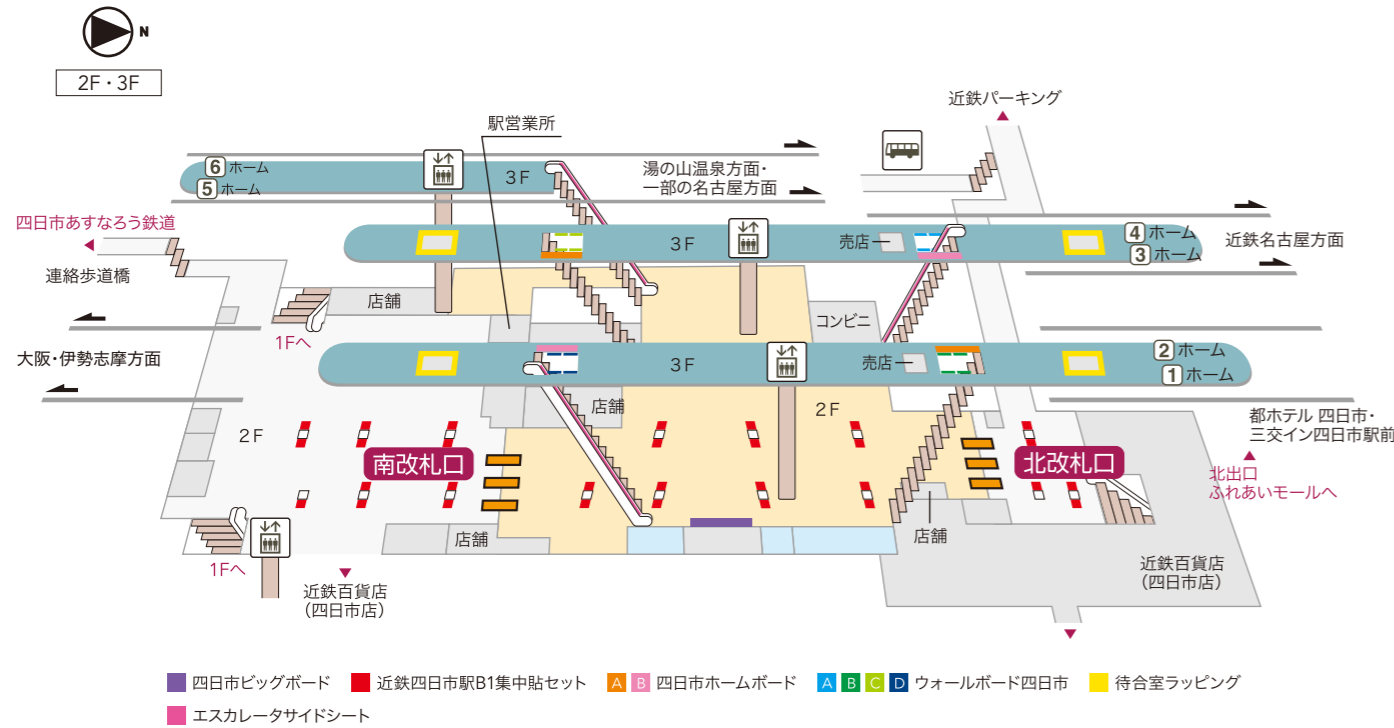 N
2F・3F
近鉄パーキング
駅営業所
6 ホーム
5 ホーム
3F
湯の山温泉方面・
一部の名古屋方面
四日市あすなろう鉄道
連絡歩道橋
3F
売店
4 ホーム
3 ホーム
近鉄名古屋方面
店舗
コンビニ
1Fへ
大阪・伊勢志摩方面
3F
売店
2 ホーム
1 ホーム
店舗
2F
2F
都ホテル 四日市・
三交イン四日市駅前
南改札口
北改札口
北出口
ふれあいモールへ
店舗
店舗
1Fへ
近鉄百貨店
(四日市店)
近鉄百貨店
(四日市店)
四日市ビッグボード 近鉄四日市駅B1集中貼セット A B 四日市ホームボード A B C D ウォールボード四日市 待合室ラッピング
エスカレータサイドシート